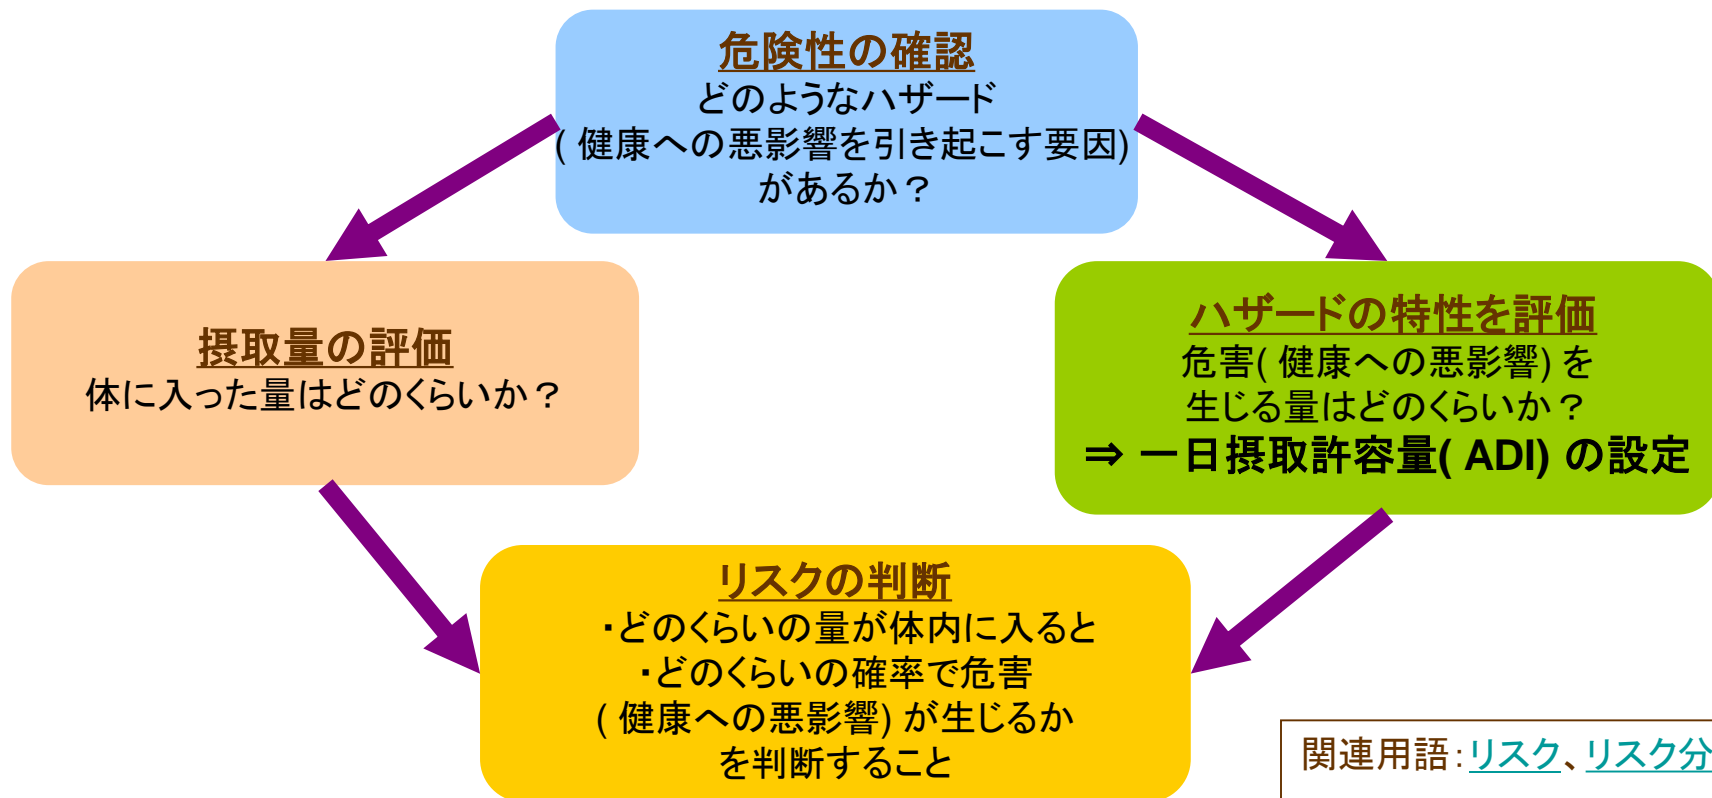 危険性の確認
どのようなハザード
(健康への悪影響を引き起こす要因)
があるか？
摂取量の評価
体に入った量はどのくらいか？
ハザードの特性を評価
危害(健康への悪影響)を
生じる量はどのくらいか？
⇒ 一日摂取許容量(ADI)の設定
リスクの判断
・どのくらいの量が体内に入ると
・どのくらいの確率で危害
(健康への悪影響)が生じるか
を判断すること
関連用語：リスク、リスク分